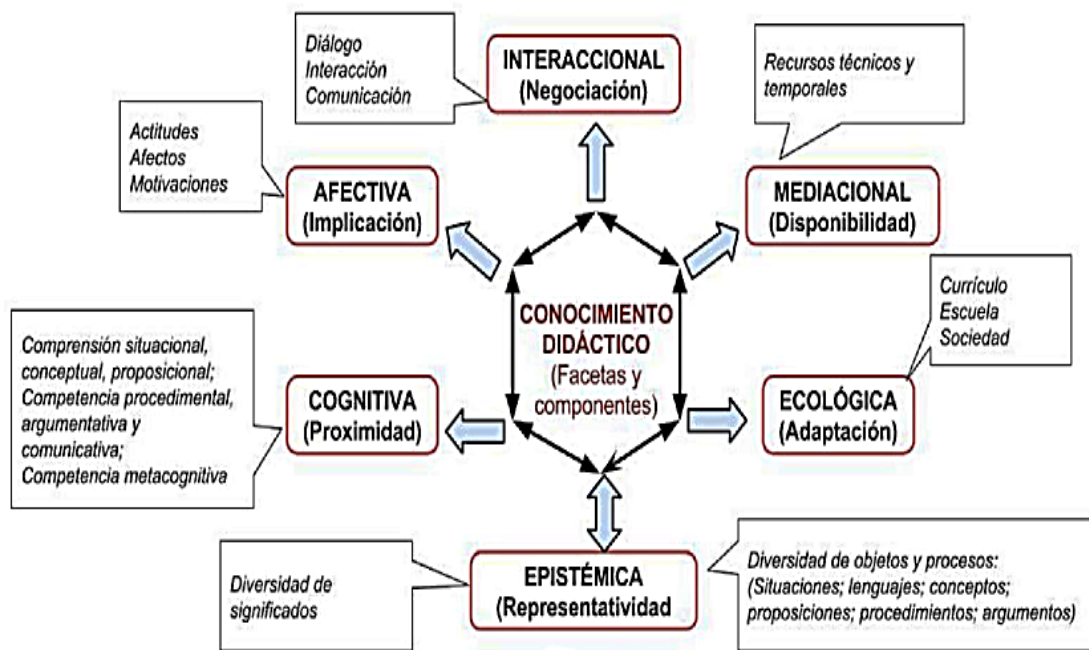 Diálogo
Interacción
Comunicación
INTERACCIONAL
(Negociación)
Recursos técnicos y
temporales
Actitudes
Afectos
Motivaciones
AFECTIVA
(Implicación)
MEDIACIONAL
(Disponibilidad)
Currículo
Escuela
Sociedad
CONOCIMIENTO
DIDÁCTICO
(Facetas y
componentes)
Comprensión situacional,
conceptual, proposicional;
Competencia procedimental,
argumentativa y
comunicativa;
Competencia metacognitiva
COGNITIVA
(Proximidad)
ECOLÓGICA
(Adaptación)
Diversidad de
significados
EPISTÉMICA
(Representatividad
Diversidad de objetos y procesos:
(Situaciones; lenguajes; conceptos;
proposiciones; procedimientos; argumentos)